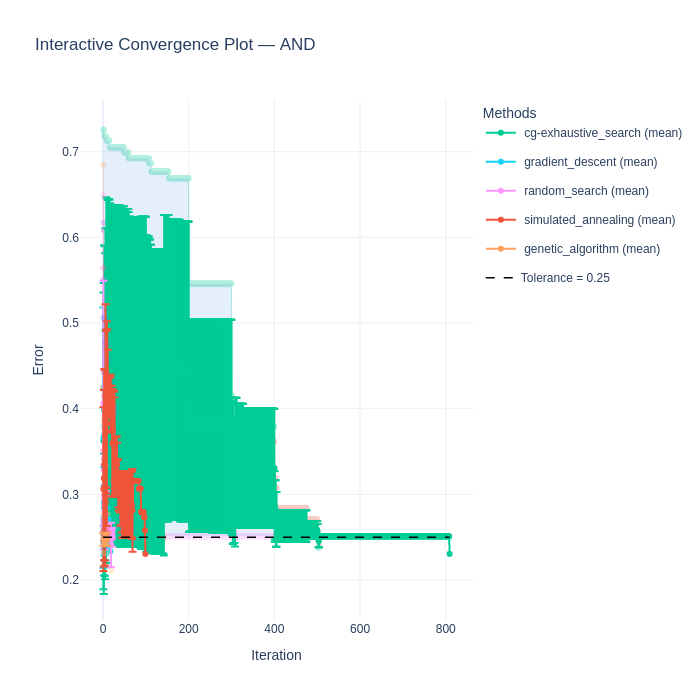 Interactive Convergence Plot — AND
Methods
cg-exhaustive_search (mean)
gradient_descent (mean)
random_search (mean)
simulated_annealing (mean)
genetic_algorithm (mean)
Tolerance = 0.25
Error
0.7
0.6
0.5
0.4
0.3
0.2
0
200
400
600
800
Iteration